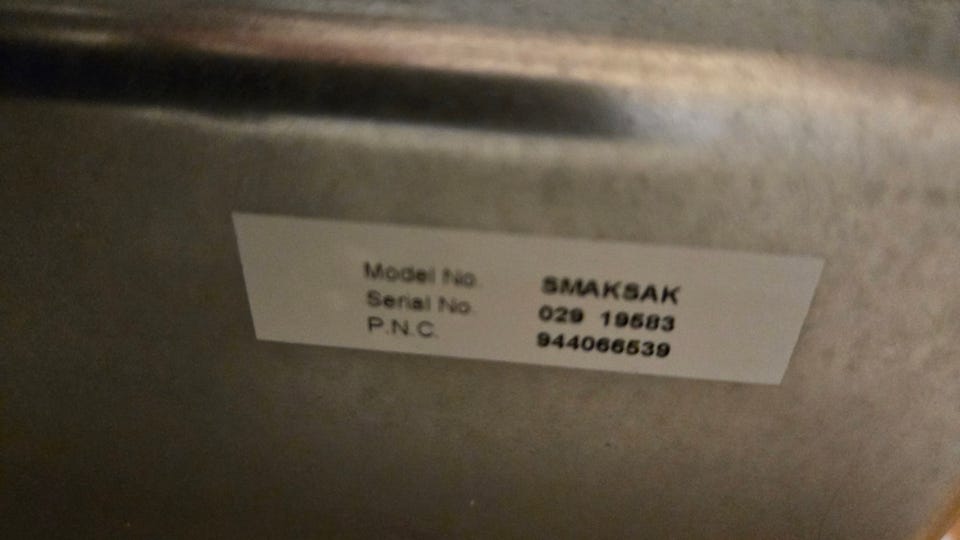 Model No. SMAKSAK
Serial No. 029 19583
P.N.C. 944066539